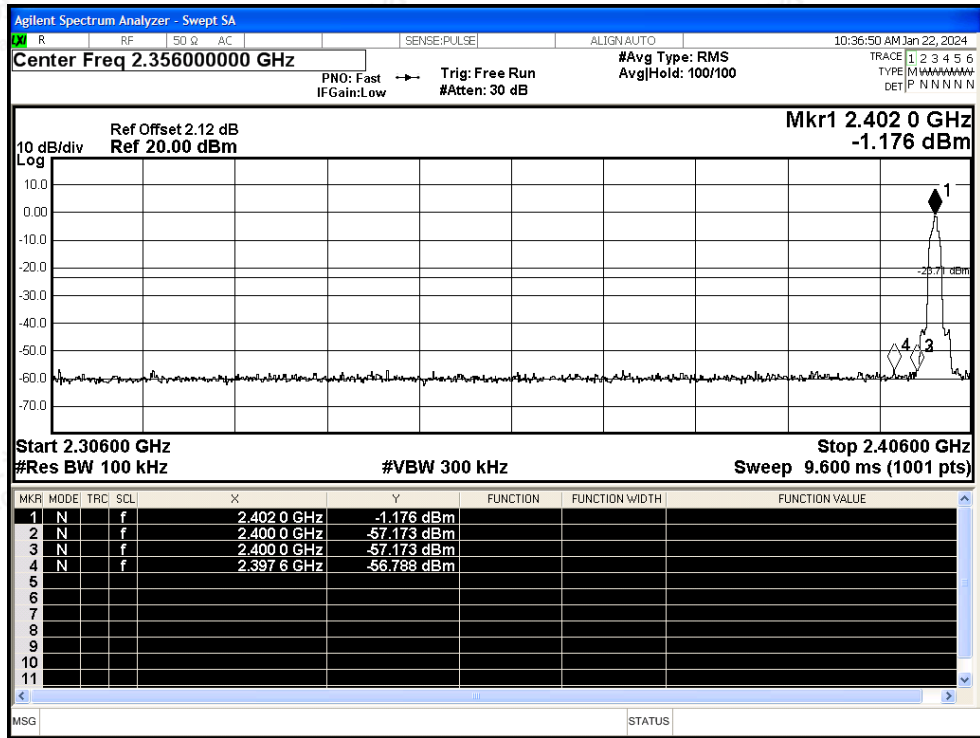 Agilent Spectrum Analyzer - Swept SA
LXI R RF 50 Ω AC SENSE:PULSE ALIGN AUTO 10:36:50 AM Jan 22, 2024
Center Freq 2.356000000 GHz
PNO: Fast
IFGain:Low
Trig: Free Run
#Atten: 30 dB
#Avg Type: RMS
Avg|Hold: 100/100
TRACE 1 2 3 4 5 6
TYPE M
DET P N N N N N
Ref Offset 2.12 dB
10 dB/div Ref 20.00 dBm
Log
Mkr1 2.402 0 GHz
-1.176 dBm
10.0
0.00
-10.0
-20.0
-30.0
-40.0
-50.0
-60.0
-70.0
1
dBm
4
Start 2.30600 GHz Stop 2.40600 GHz
#Res BW 100 kHz #VBW 300 kHz Sweep 9.600 ms (1001 pts)
MKR MODE TRC SCL X Y FUNCTION FUNCTION WIDTH FUNCTION VALUE
1 N f 2.402 0 GHz -1.176 dBm
2 N f 2.400 0 GHz -57.173 dBm
3 N f 2.400 0 GHz -57.173 dBm
4 N f 2.397 6 GHz -56.788 dBm
5
6
7
8
9
10
11
MSG STATUS